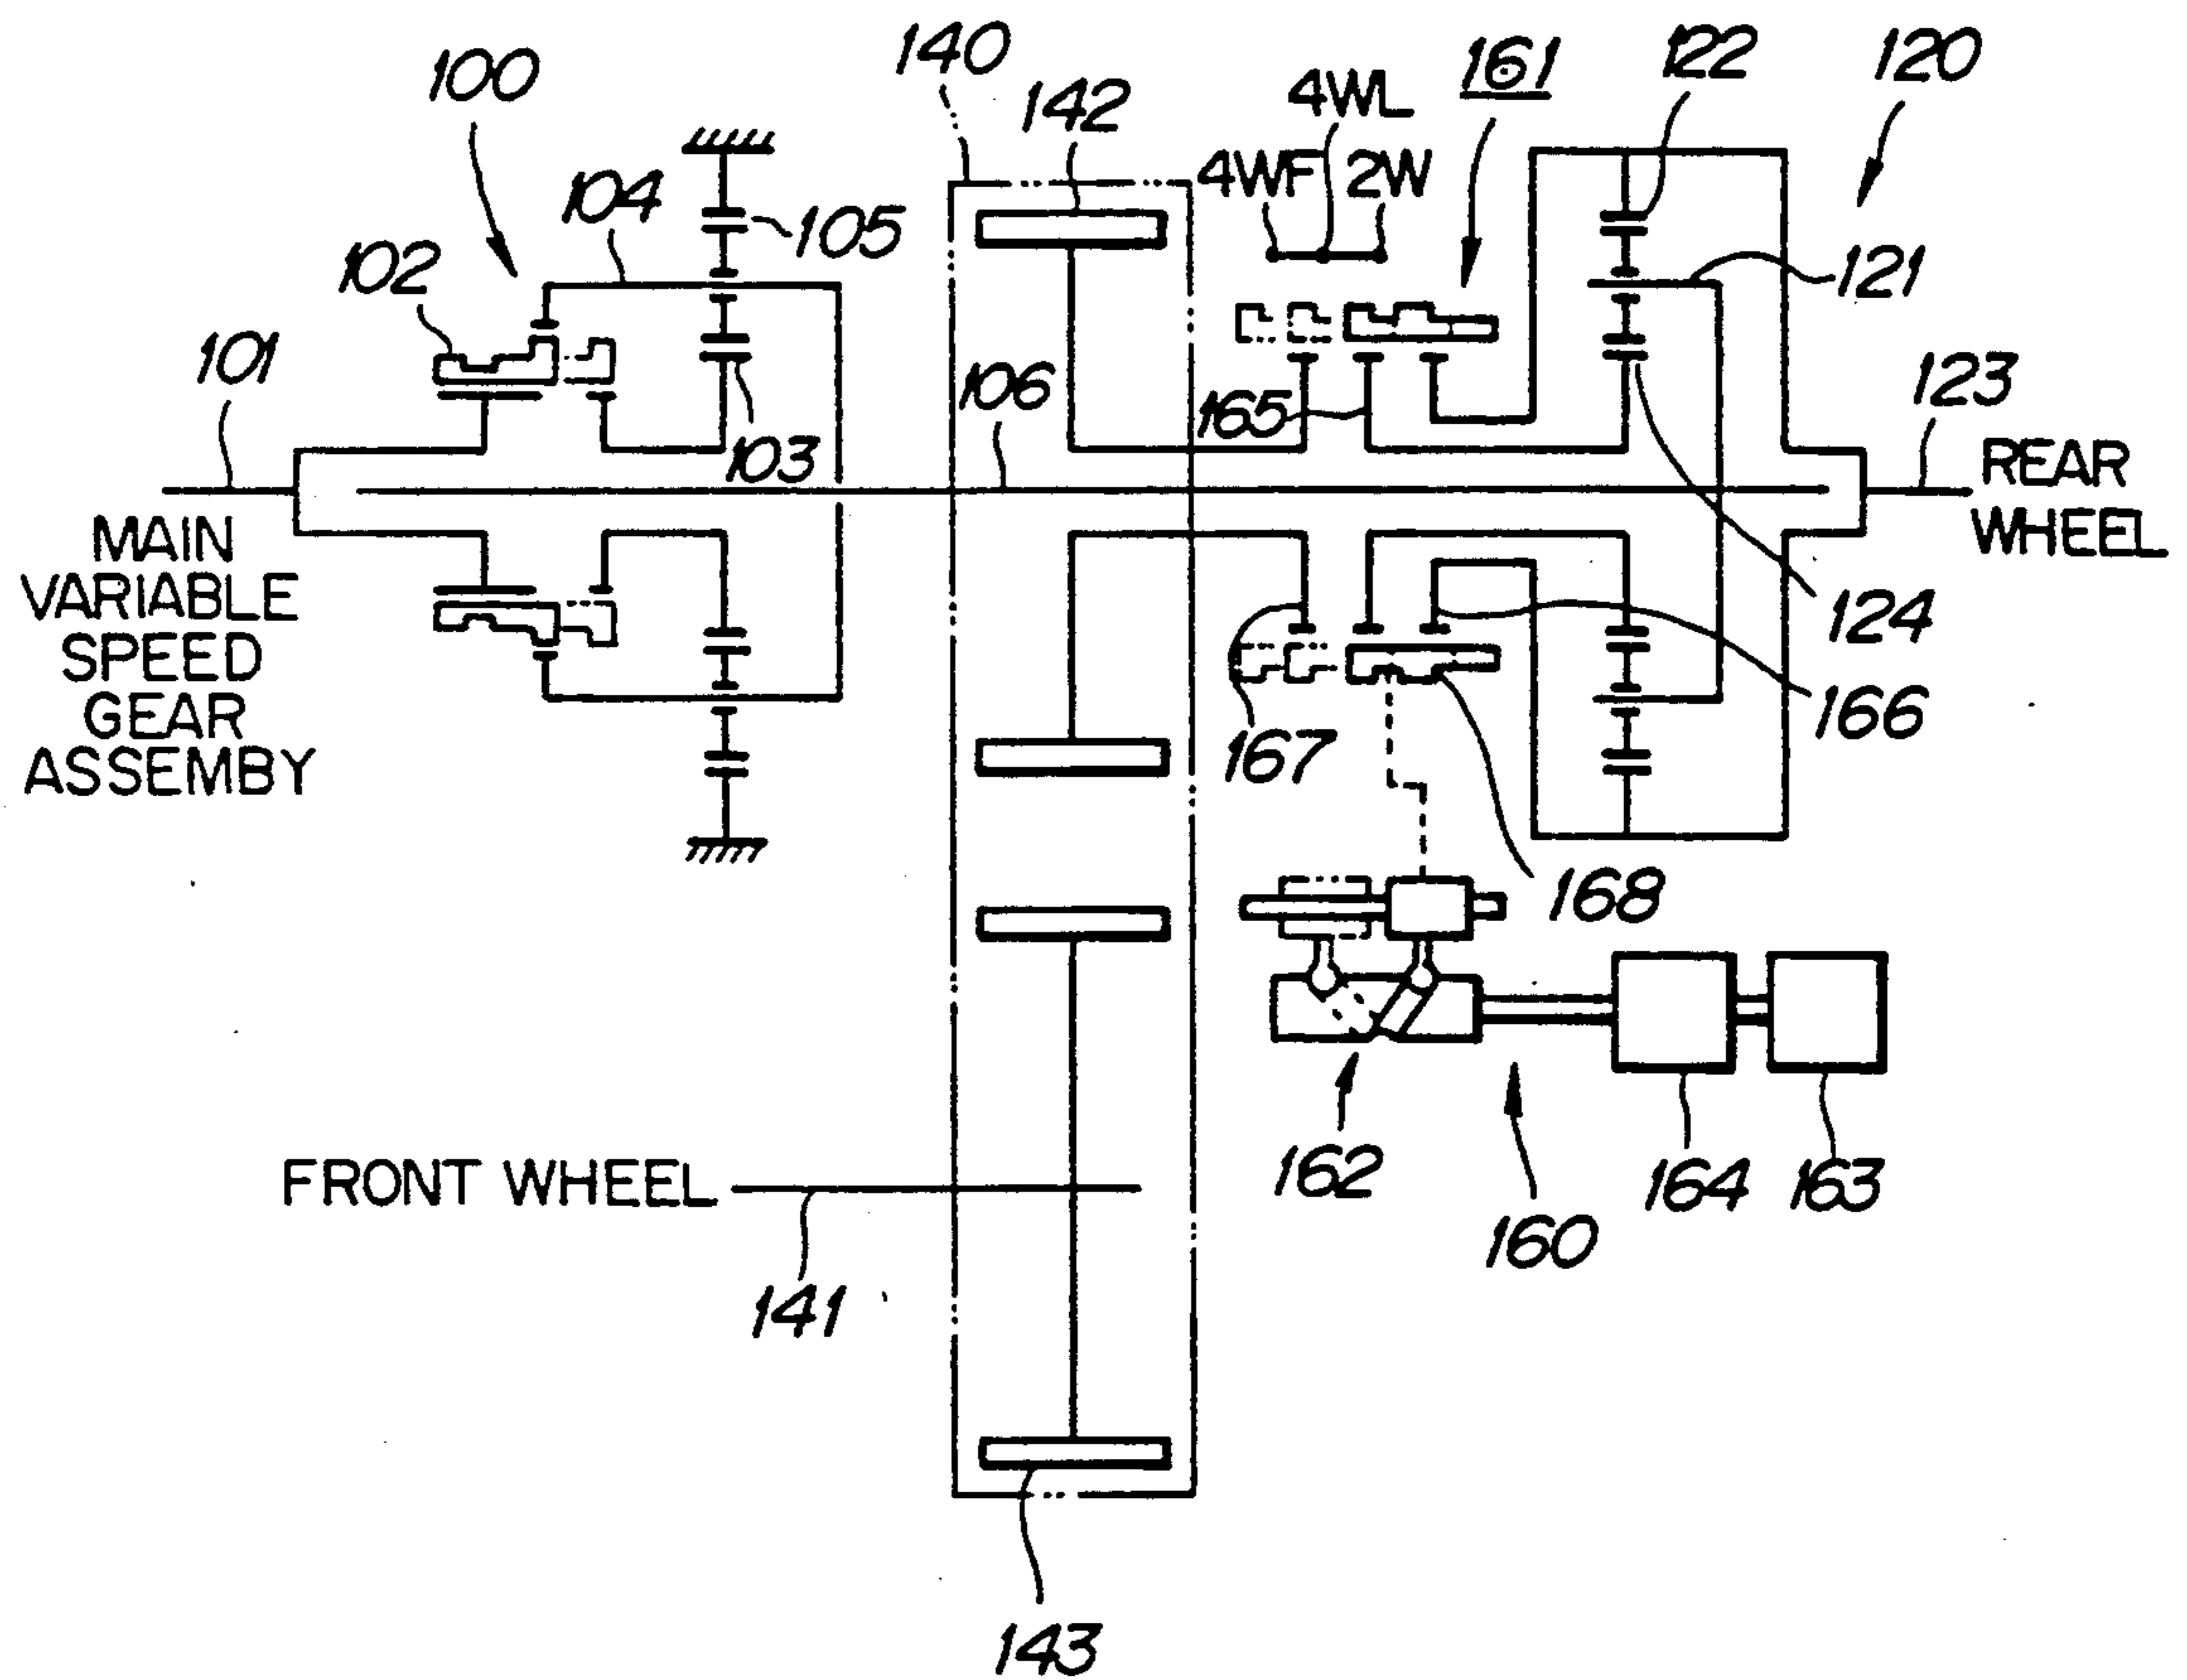 140
161
122
120
100
142
4WL
4WF 2W
104
105
102
121
101
106
165
123
103
REAR
WHEEL
MAIN
VARIABLE
SPEED
GEAR
ASSEMBY
124
166
167
168
162
164
163
FRONT WHEEL
160
141
143